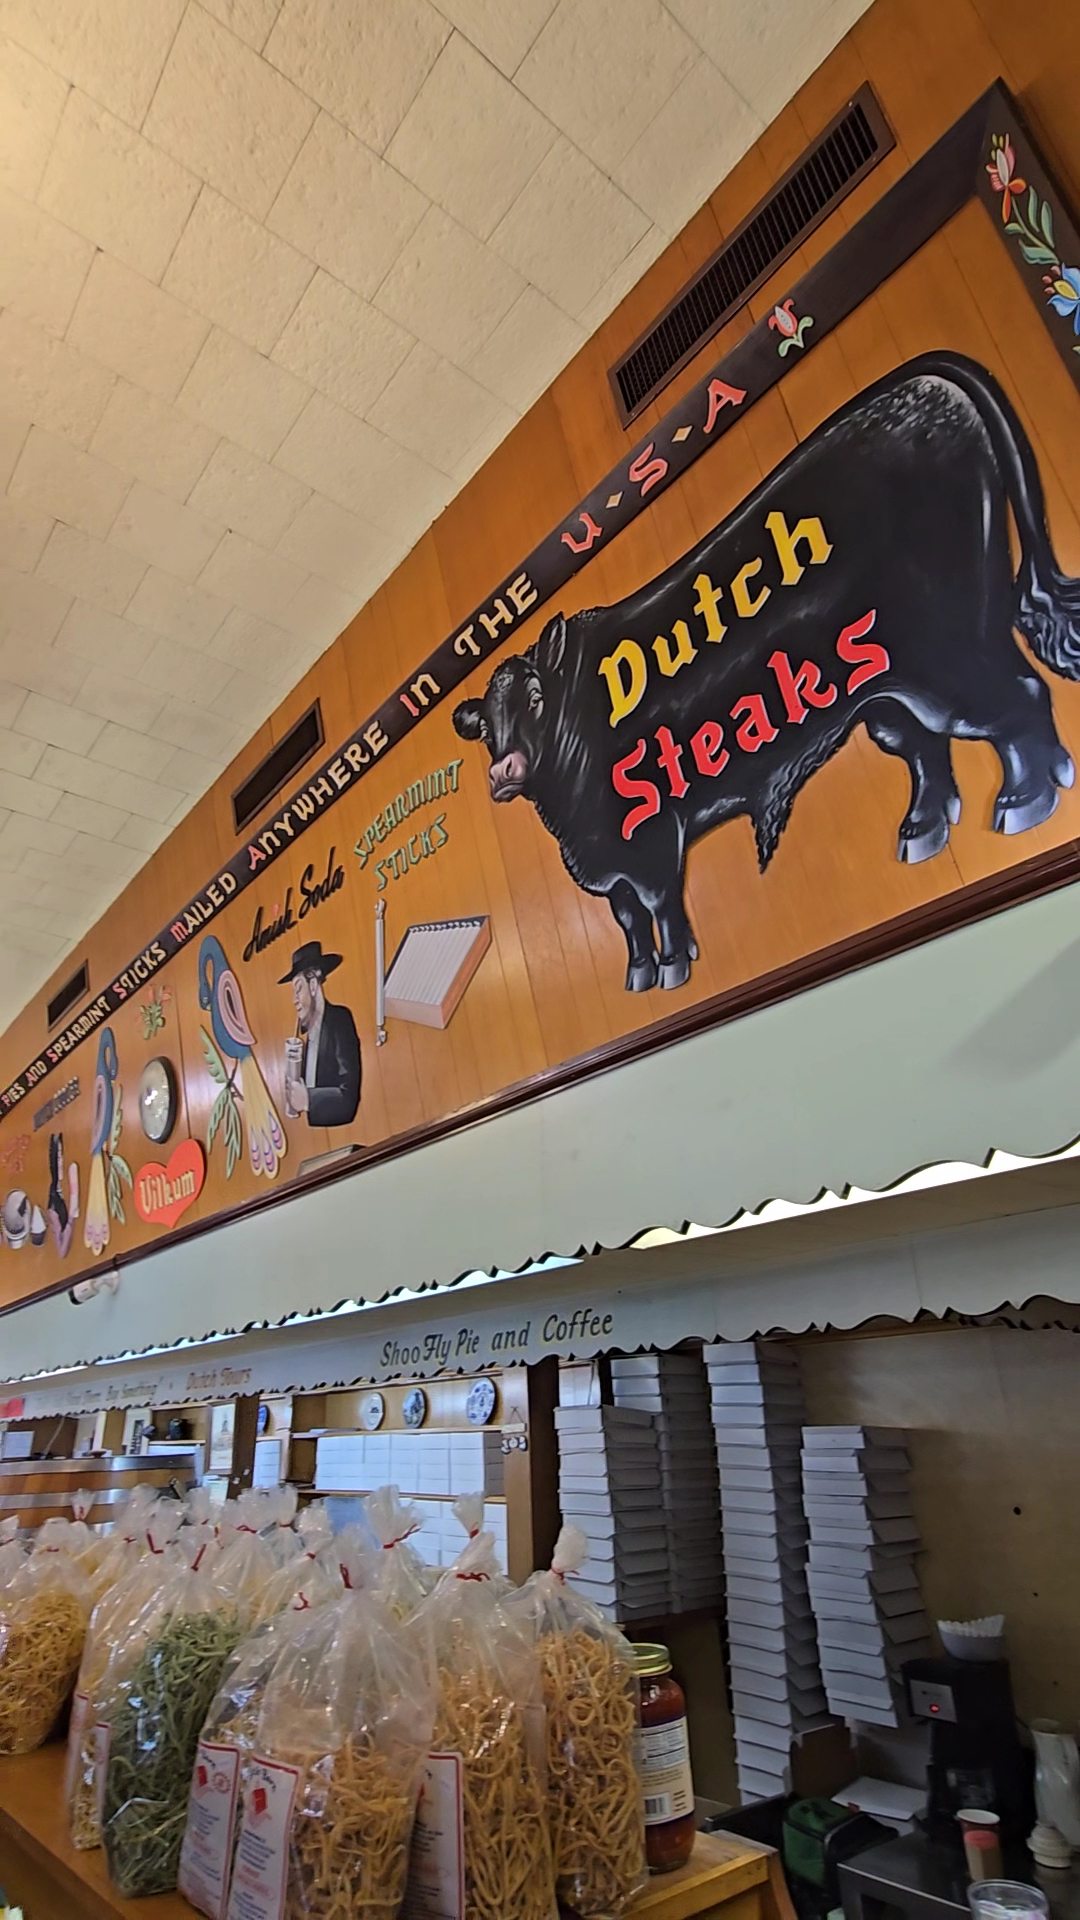 PIES AND SPEARMINT STICKS MAILED ANYWHERE IN THE U·S·A
Dutch
Steaks
SPEARMINT
STICKS
Amish Soda
Vilkum
Shoo Fly Pie and Coffee
Dutch Tours